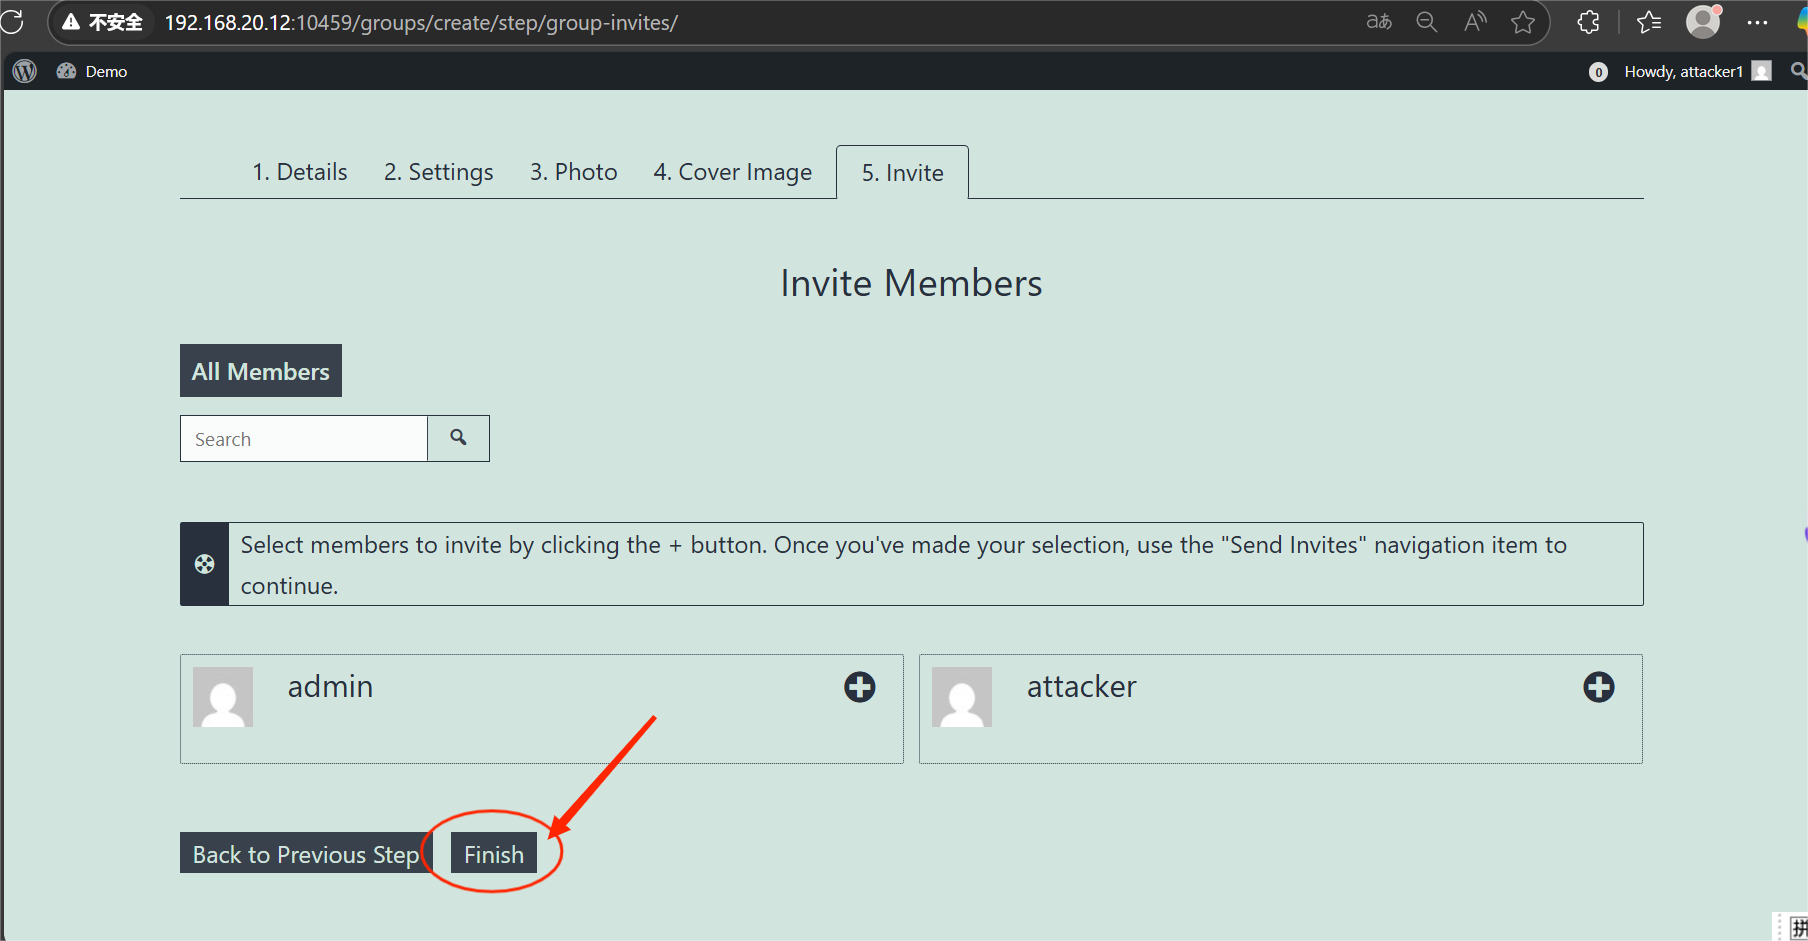 不安全 192.168.20.12:10459/groups/create/step/group-invites/
Demo
0 Howdy, attacker1
1. Details 2. Settings 3. Photo 4. Cover Image 5. Invite
Invite Members
All Members
Search
Select members to invite by clicking the + button. Once you've made your selection, use the "Send Invites" navigation item to
continue.
admin
attacker
Back to Previous Step Finish
拼